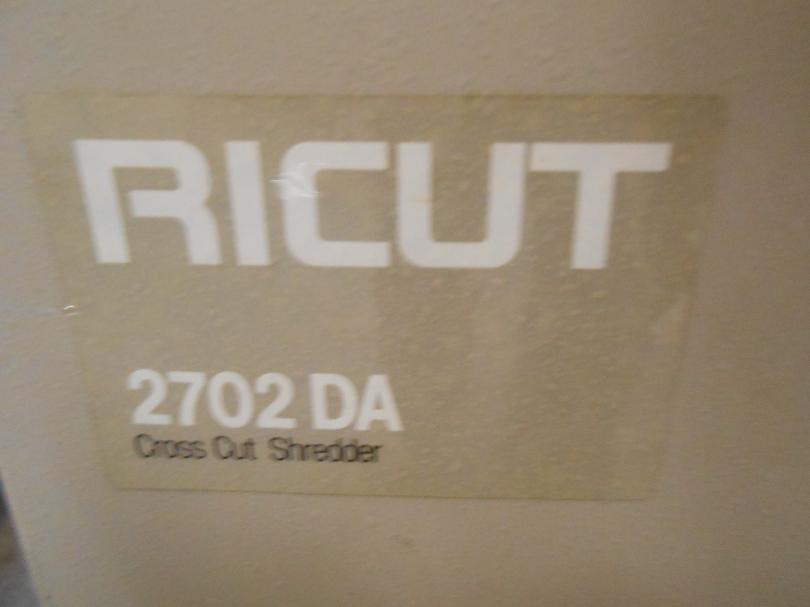 RICUT
2702 DA
Cross Cut Shredder